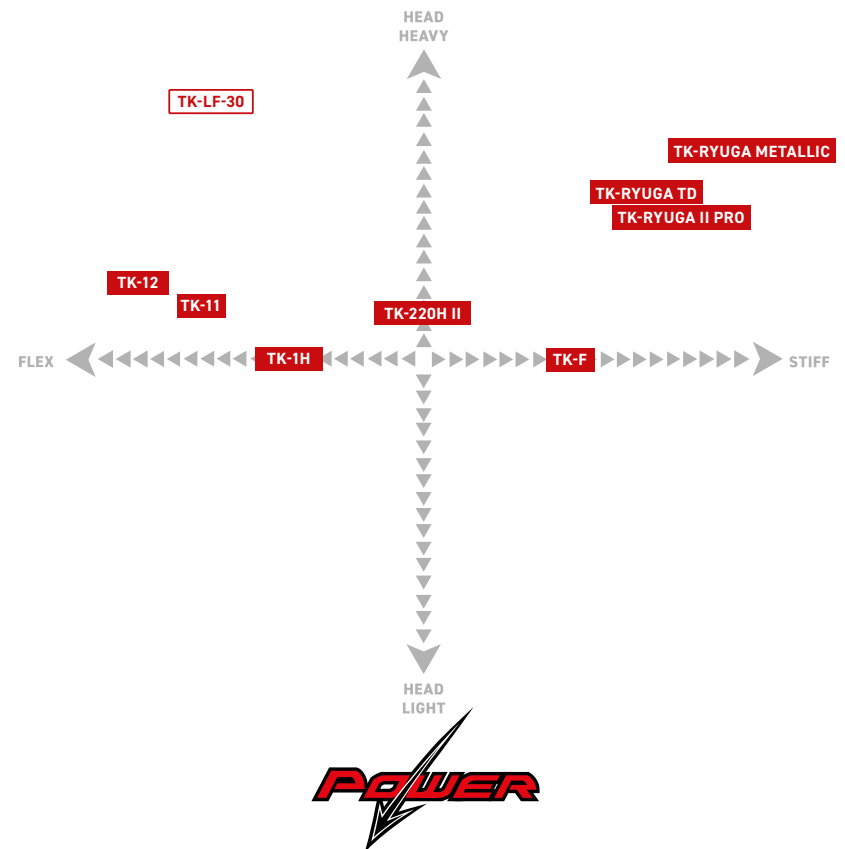 HEAD
HEAVY
TK-LF-30
TK-RYUGA METALLIC
TK-RYUGA TD
TK-RYUGA II PRO
TK-12
TK-11
TK-220H II
FLEX
TK-1H
TK-F
STIFF
HEAD
LIGHT
POWER